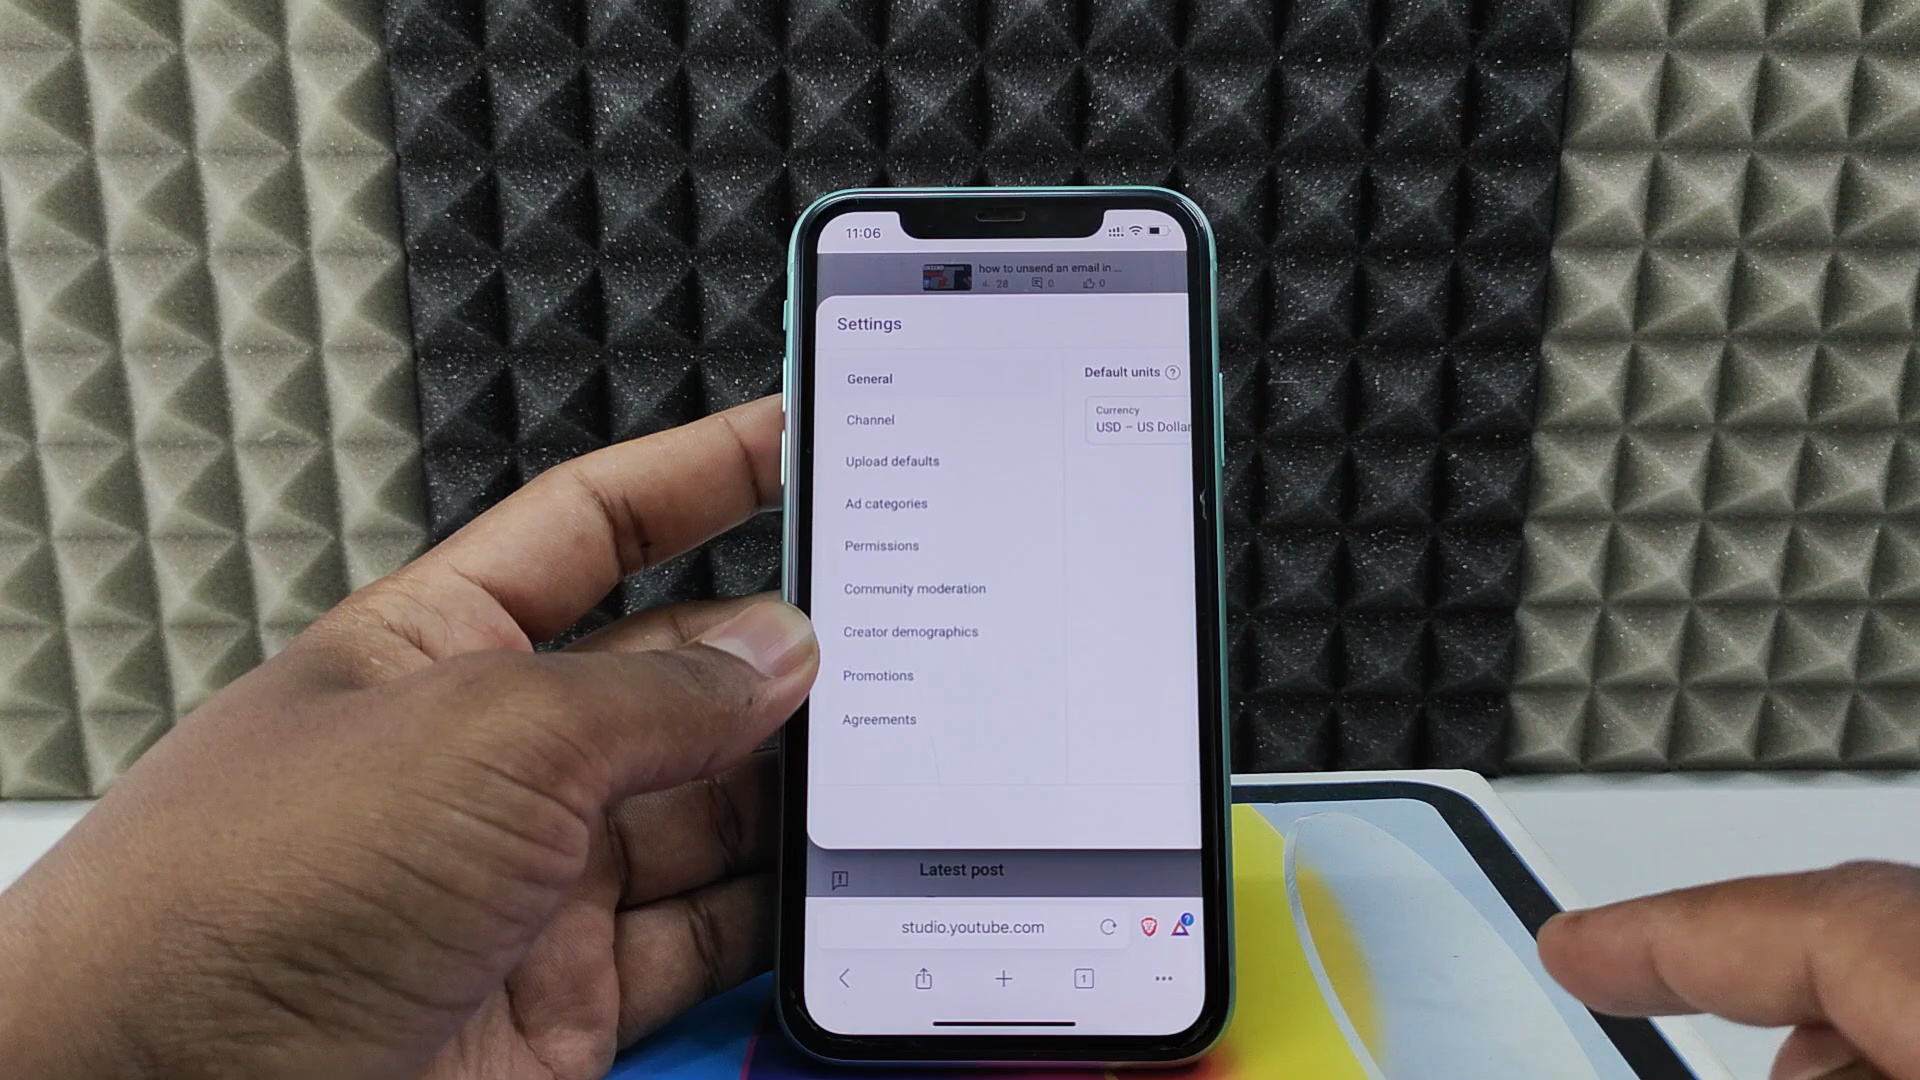 11:06
how to unsend an email in ...
28 0 0
Settings
General
Default units ?
Channel
Currency
USD – US Dollar
Upload defaults
Ad categories
Permissions
Community moderation
Creator demographics
Promotions
Agreements
Latest post
studio.youtube.com
?
1